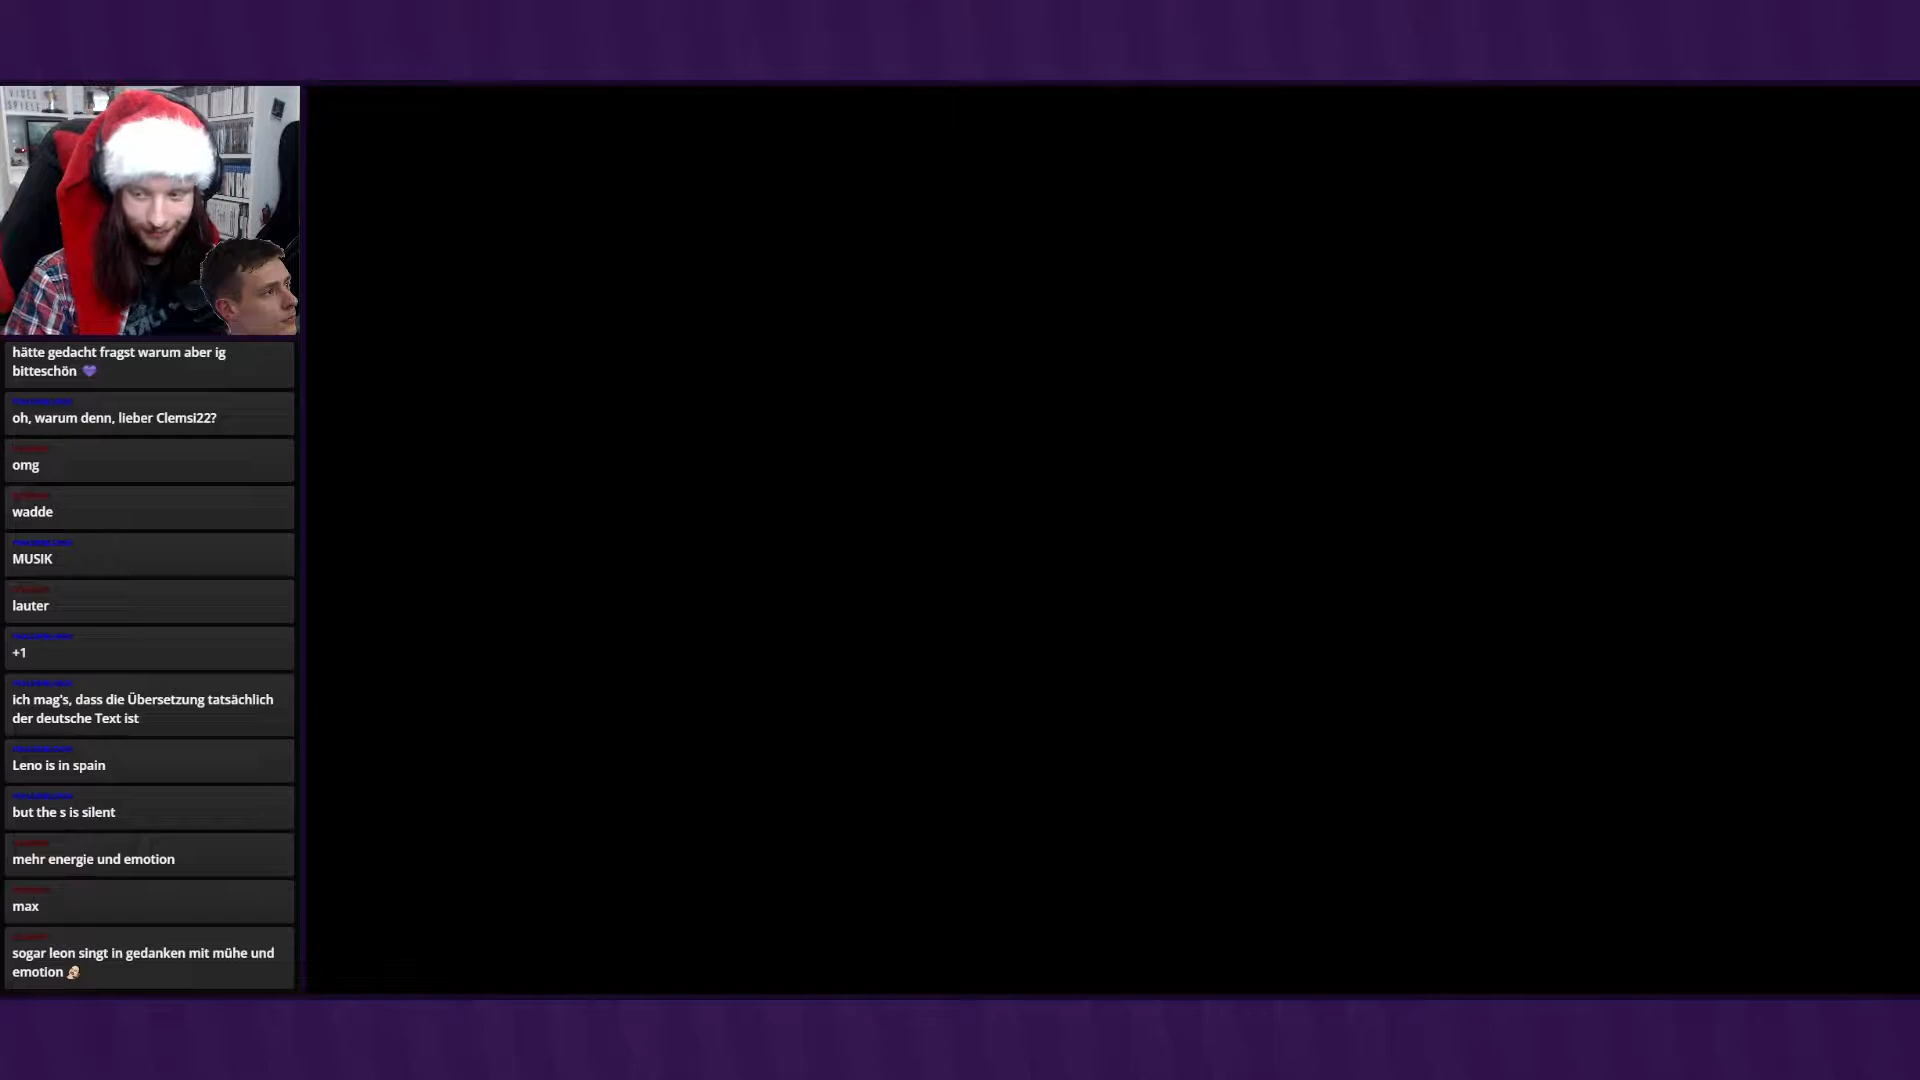 VIDEO
SPIELE
hätte gedacht fragst warum aber ig
bitteschön 💜
oh, warum denn, lieber Clemsi22?
omg
wadde
MUSIK
lauter
+1
ich mag's, dass die Übersetzung tatsächlich
der deutsche Text ist
Leno is in spain
but the s is silent
mehr energie und emotion
max
sogar leon singt in gedanken mit mühe und
emotion